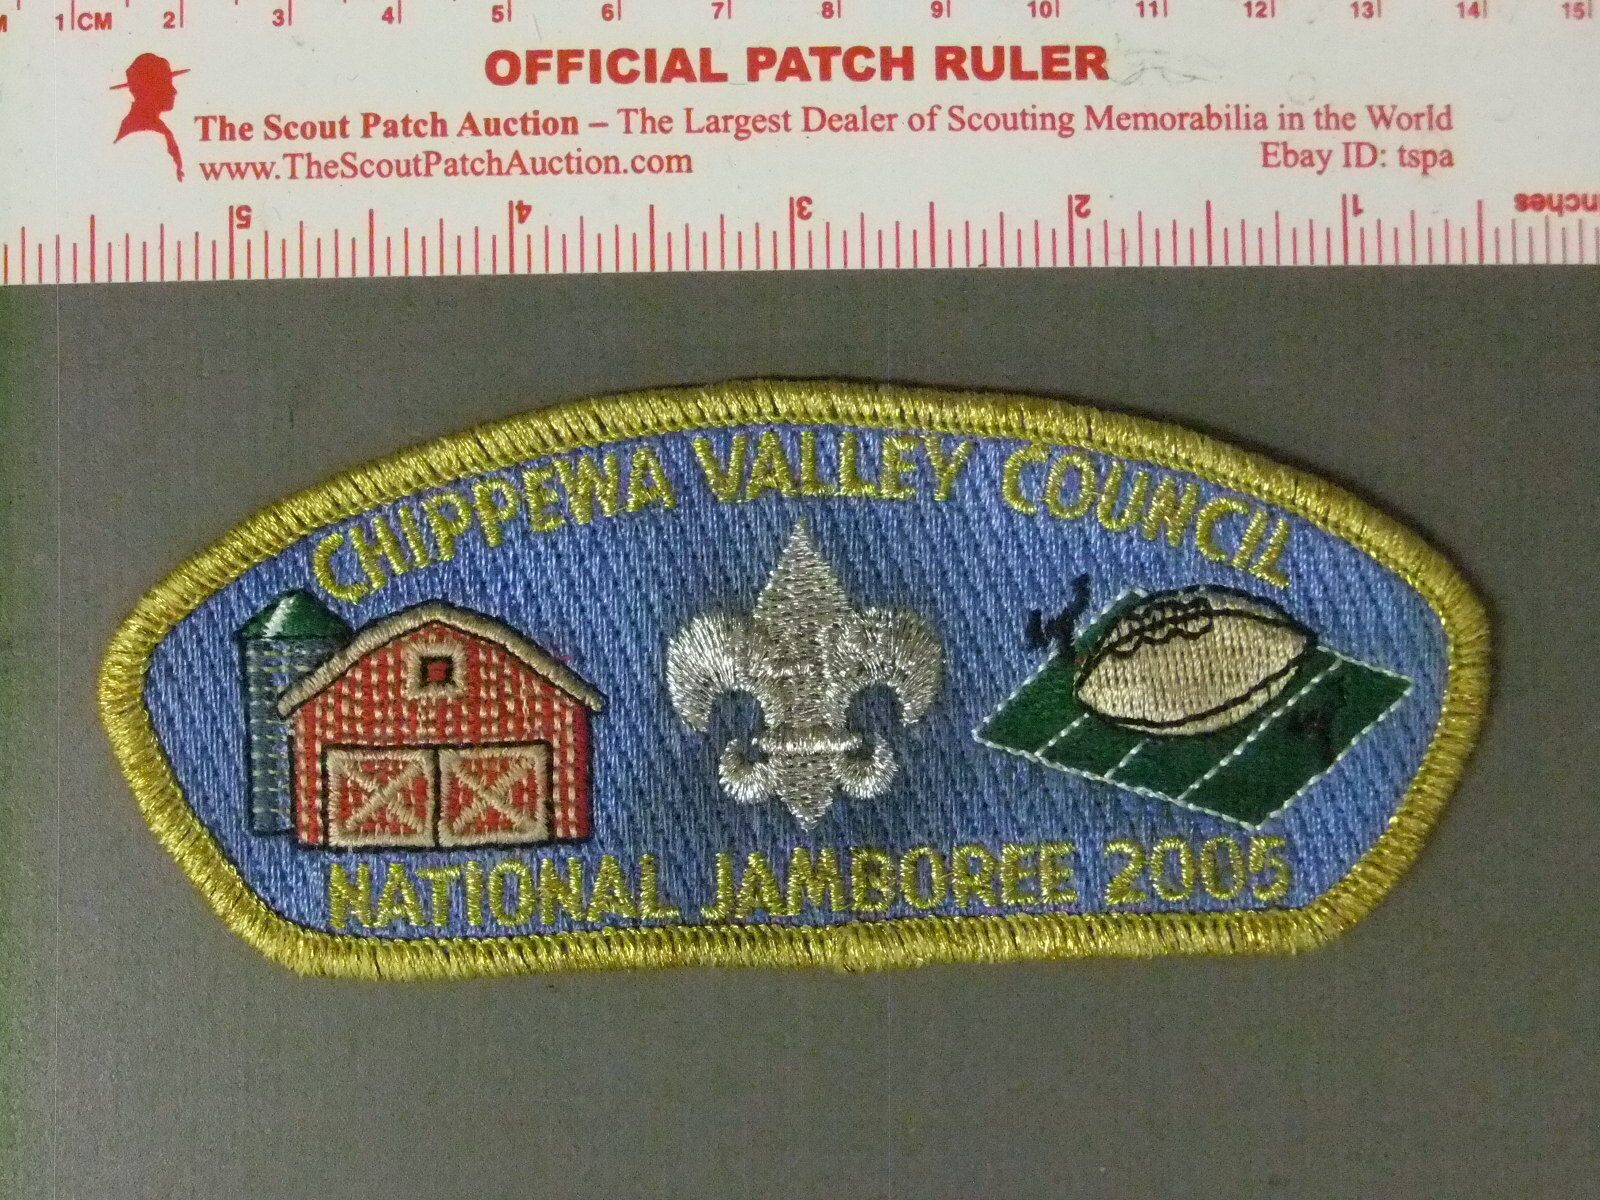 1 CM 2 3 4 5 6 7 8 9 10 11 12 13 14 15
OFFICIAL PATCH RULER
The Scout Patch Auction – The Largest Dealer of Scouting Memorabilia in the World
www.TheScoutPatchAuction.com
Ebay ID: tspa
5 4 3 2 1
CHIPPEWA VALLEY COUNCIL
NATIONAL JAMBOREE 2005